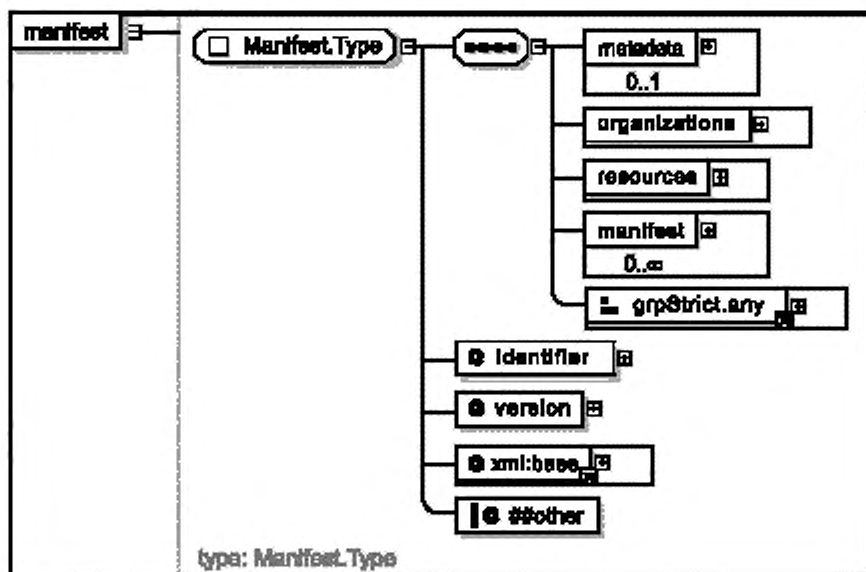 manifest
Manifest.Type
metadata
0..1
organizations
resources
manifest
0..∞
grpStrict.any
identifier
version
xml:base
##other
type: Manifest.Type